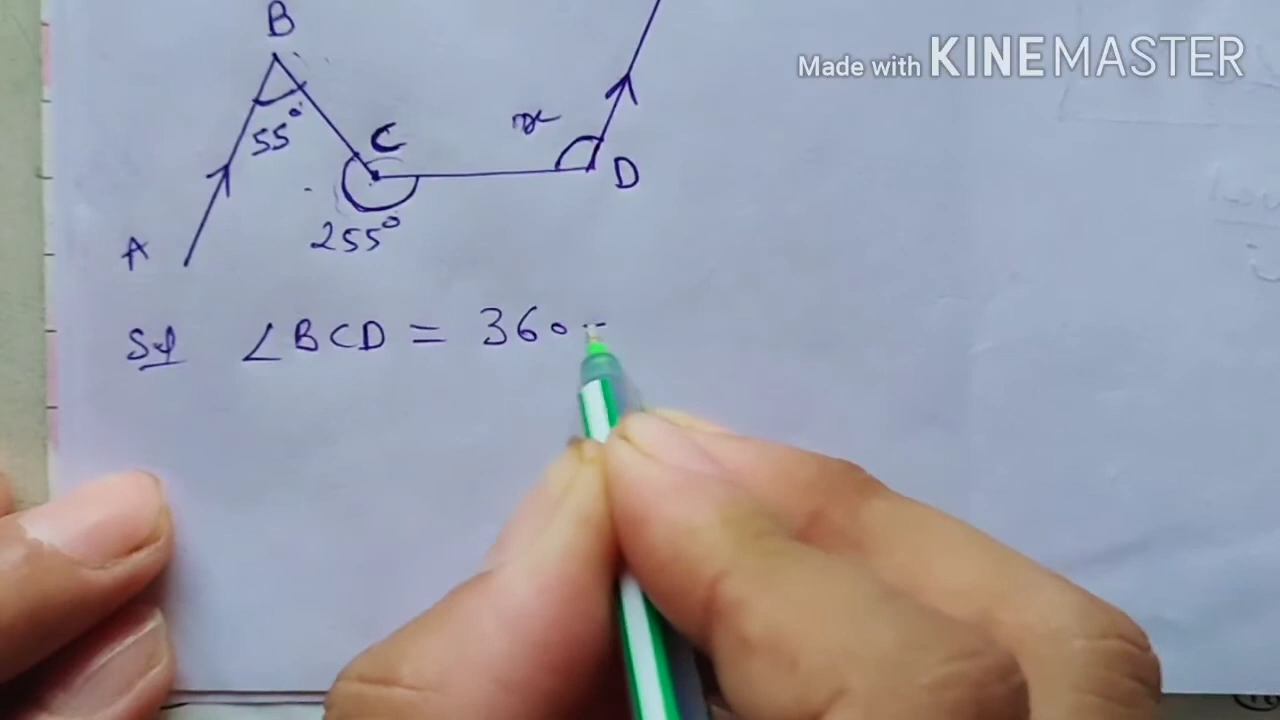 B
Made with KINEMASTER
55°
C
x
D
A
255°
Sol ∠BCD = 360 -